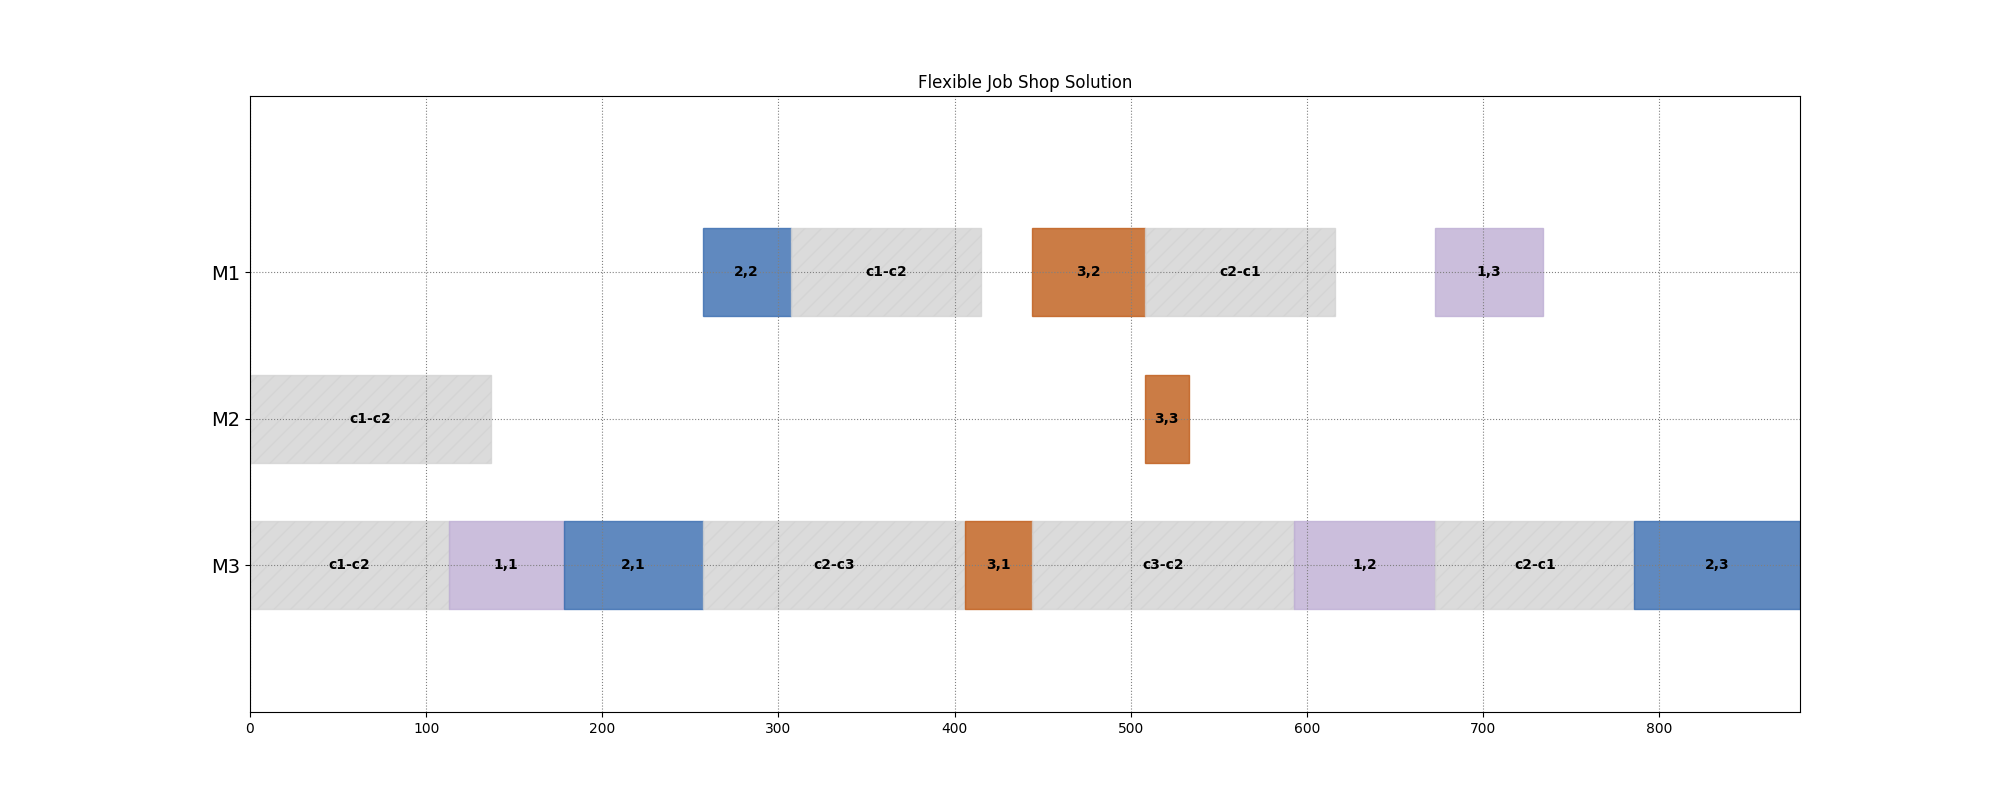 Flexible Job Shop Solution
M1
2,2
c1-c2
3,2
c2-c1
1,3
M2
c1-c2
3,3
M3
c1-c2
1,1
2,1
c2-c3
3,1
c3-c2
1,2
c2-c1
2,3
0 100 200 300 400 500 600 700 800